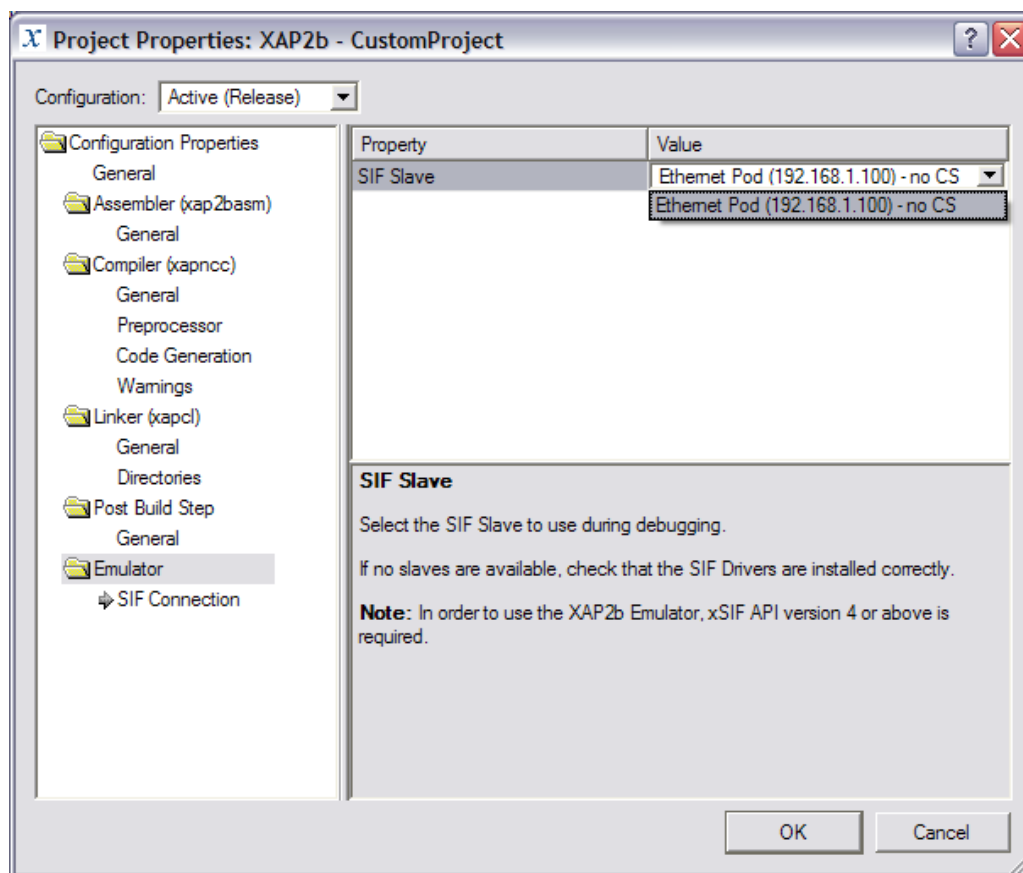 Project Properties: XAP2b - CustomProject
Configuration: Active (Release)
Configuration Properties
General
Assembler (xap2basm)
General
Compiler (xapncc)
General
Preprocessor
Code Generation
Warnings
Linker (xapcl)
General
Directories
Post Build Step
General
Emulator
SIF Connection
Property Value
SIF Slave Ethernet Pod (192.168.1.100) - no CS
Ethernet Pod (192.168.1.100) - no CS
SIF Slave
Select the SIF Slave to use during debugging.
If no slaves are available, check that the SIF Drivers are installed correctly.
Note: In order to use the XAP2b Emulator, xSIF API version 4 or above is
required.
OK Cancel